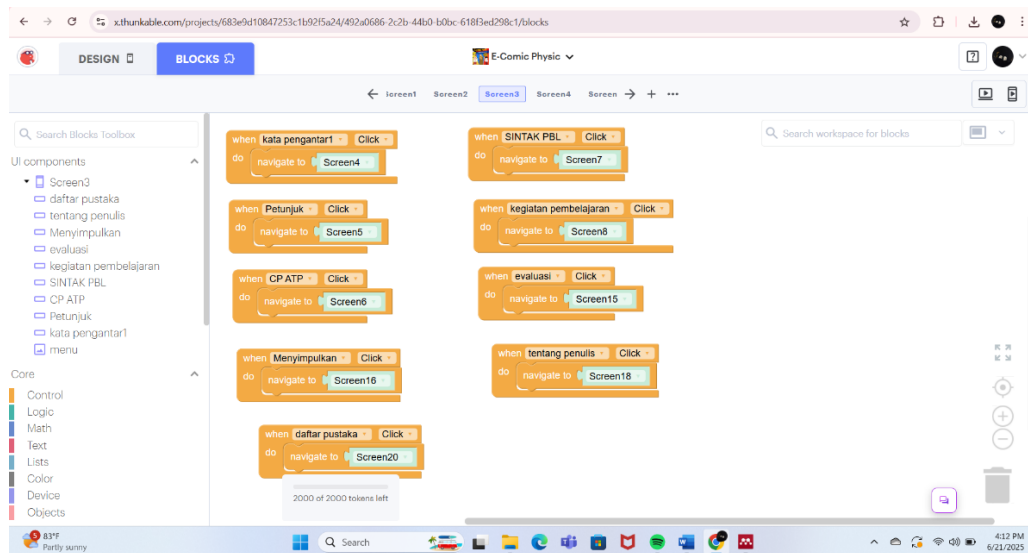 x.thunkable.com/projects/683e9d10847253c1b92f5a24/492a0686-2c2b-44b0-b0bc-618f3ed298c1/blocks
DESIGN
BLOCKS
E-Comic Physic
Screen1 Screen2 Screen3 Screen4 Screen
Search Blocks Toolbox
UI components
Screen3
daftar pustaka
tentang penulis
Menyimpulkan
evaluasi
kegiatan pembelajaran
SINTAK PBL
CP ATP
Petunjuk
kata pengantar1
menu
Core
Control
Logic
Math
Text
Lists
Color
Device
Objects
when kata pengantar1 Click
do navigate to Screen4
when Petunjuk Click
do navigate to Screen5
when CP ATP Click
do navigate to Screen6
when Menyimpulkan Click
do navigate to Screen16
when daftar pustaka Click
do navigate to Screen20
2000 of 2000 tokens left
when SINTAK PBL Click
do navigate to Screen7
when kegiatan pembelajaran Click
do navigate to Screen8
when evaluasi Click
do navigate to Screen15
when tentang penulis Click
do navigate to Screen18
Search workspace for blocks
5
83°F
Partly sunny
Search
4:12 PM
6/21/2025